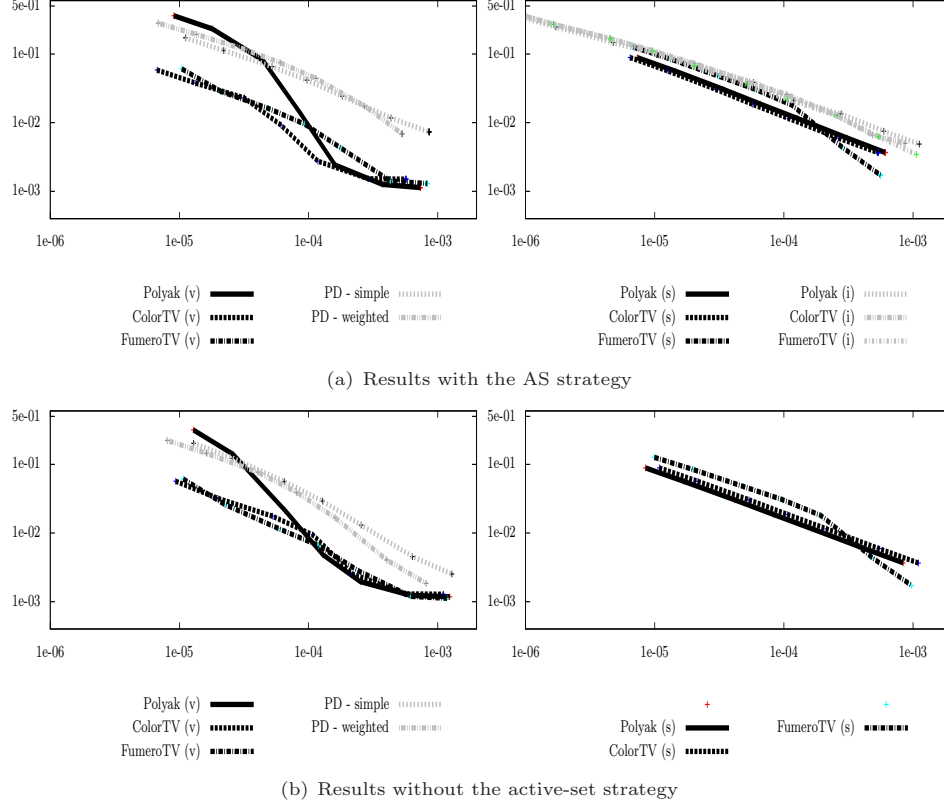 5e-01
1e-01
1e-02
1e-03
1e-06 1e-05 1e-04 1e-03
Polyak (v) PD - simple
ColorTV (v) PD - weighted
FumeroTV (v)
5e-01
1e-01
1e-02
1e-03
1e-06 1e-05 1e-04 1e-03
Polyak (s) Polyak (i)
ColorTV (s) ColorTV (i)
FumeroTV (s) FumeroTV (i)
(a) Results with the AS strategy
5e-01
1e-01
1e-02
1e-03
1e-06 1e-05 1e-04 1e-03
Polyak (v) PD - simple
ColorTV (v) PD - weighted
FumeroTV (v)
5e-01
1e-01
1e-02
1e-03
1e-06 1e-05 1e-04 1e-03
Polyak (s) FumeroTV (s)
ColorTV (s)
(b) Results without the active-set strategy